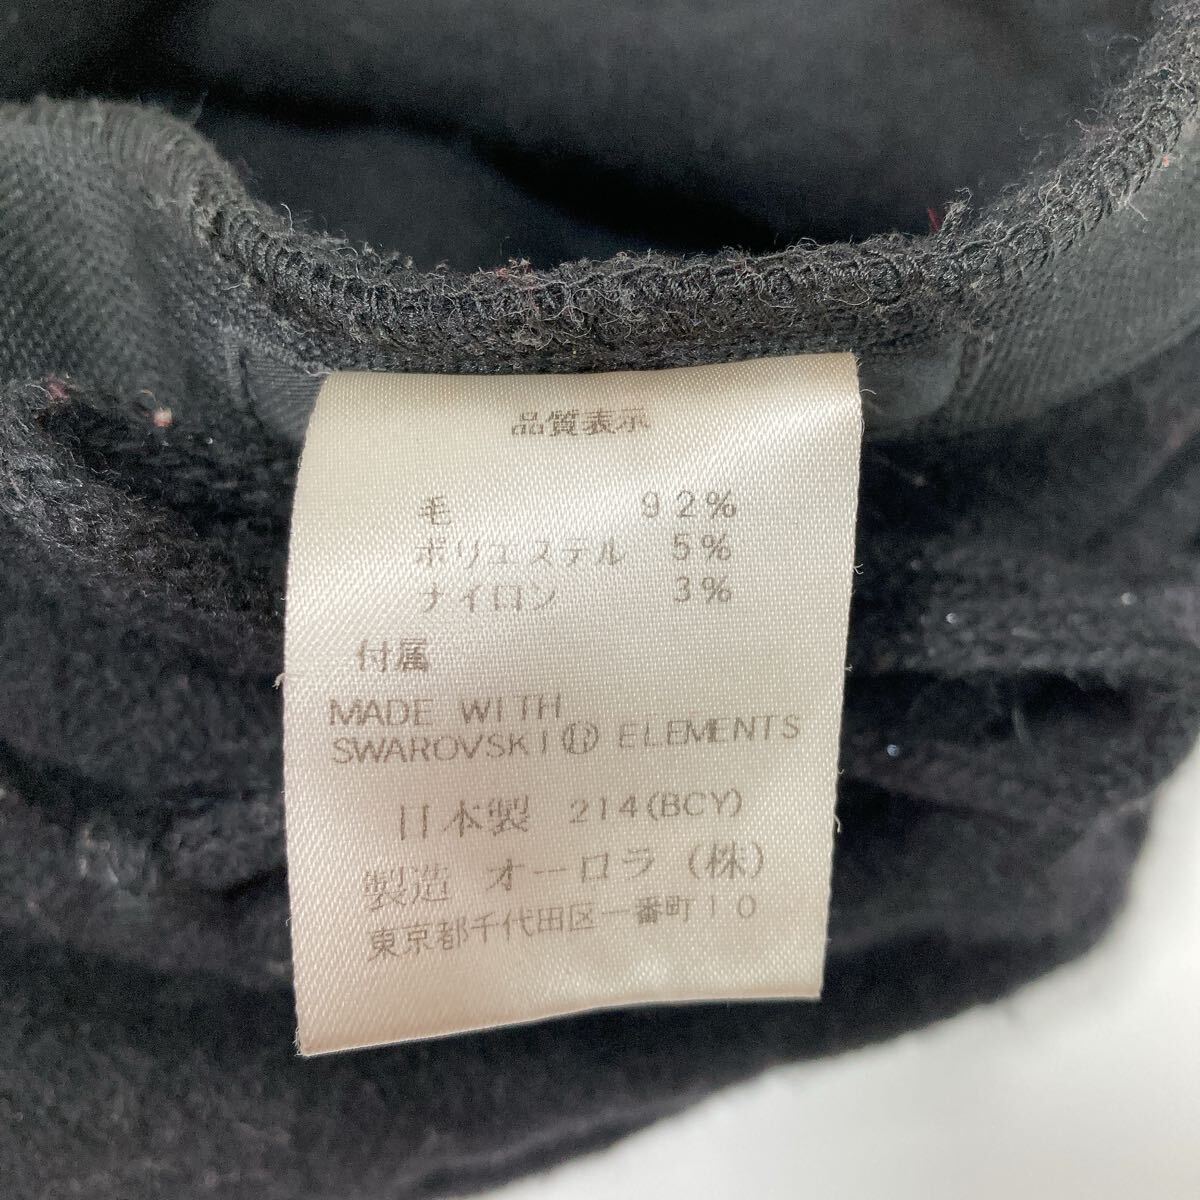 品質表示
毛 92%
ポリエステル 5%
ナイロン 3%
付属
MADE WITH
SWAROVSKI Ⓗ ELEMENTS
日本製 214(BCY)
製造 オーロラ(株)
東京都千代田区一番町10